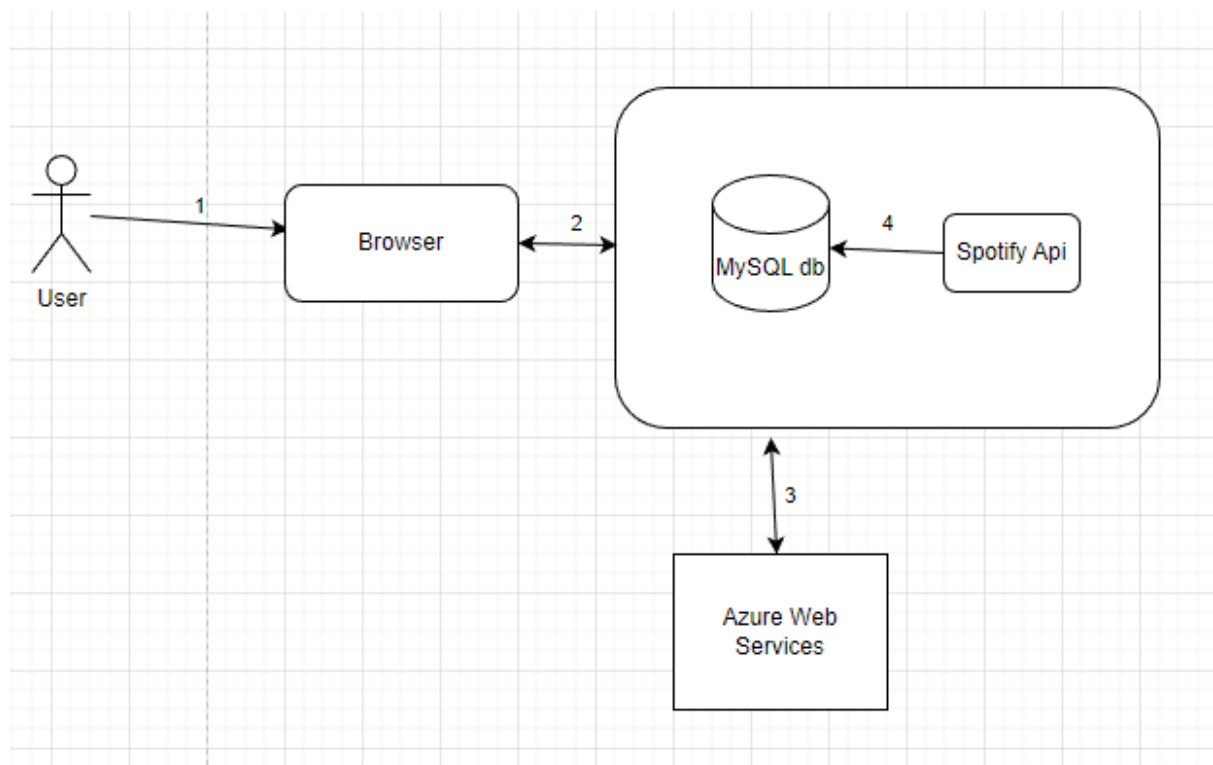 1
2
4
Browser
Spotify Api
MySQL db
User
3
Azure Web
Services